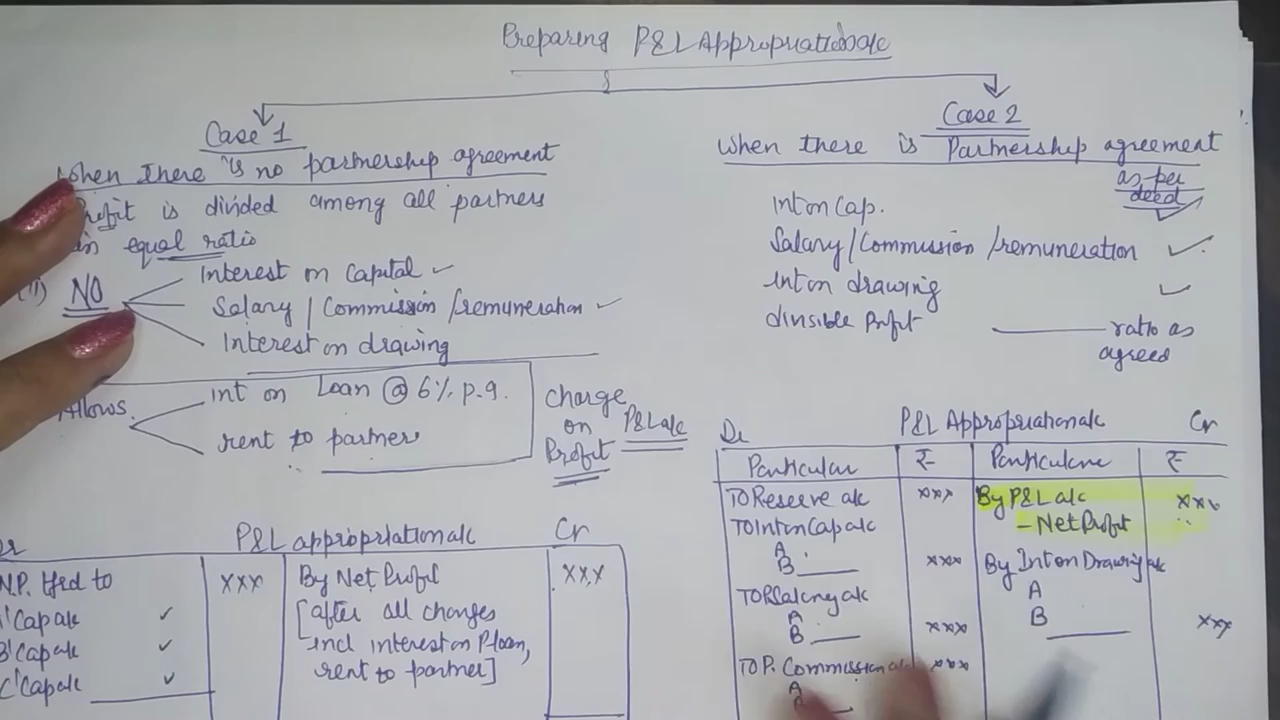 Preparing P&L Appropriation a/c
Case 1
When there is no partnership agreement
Profit is divided among all partners
in equal ratio
(ii) NO
Interest on Capital ✓
Salary / Commission / remuneration ✓
Interest on drawing
Allows
int on Loan @ 6% p.a.
rent to partner
charge
on
Profit
P&L a/c
P&L appropriation a/c
Cr
N.P. tfrd to xxx By Net Profit xxx
A' Cap a/c ✓ [after all charges
B' Cap a/c ✓ incl interest on P. loan,
C' Cap a/c ✓ rent to partner]
Case 2
When there is Partnership agreement
as per
deed
Int on Cap. ✓
Salary / Commission / remuneration ✓
Int on drawing ✓
divisible Profit ratio as
agreed
Dr P&L Appropriation a/c Cr
Particular ₹ Particular ₹
TO Reserve a/c xxx By P&L a/c xxx
TO Int on Cap a/c - Net Profit
A
B xxx By Int on Drawing a/c
TO P. Salary a/c A
A B
B xxx xxx
TO P. Commission a/c xxx
A